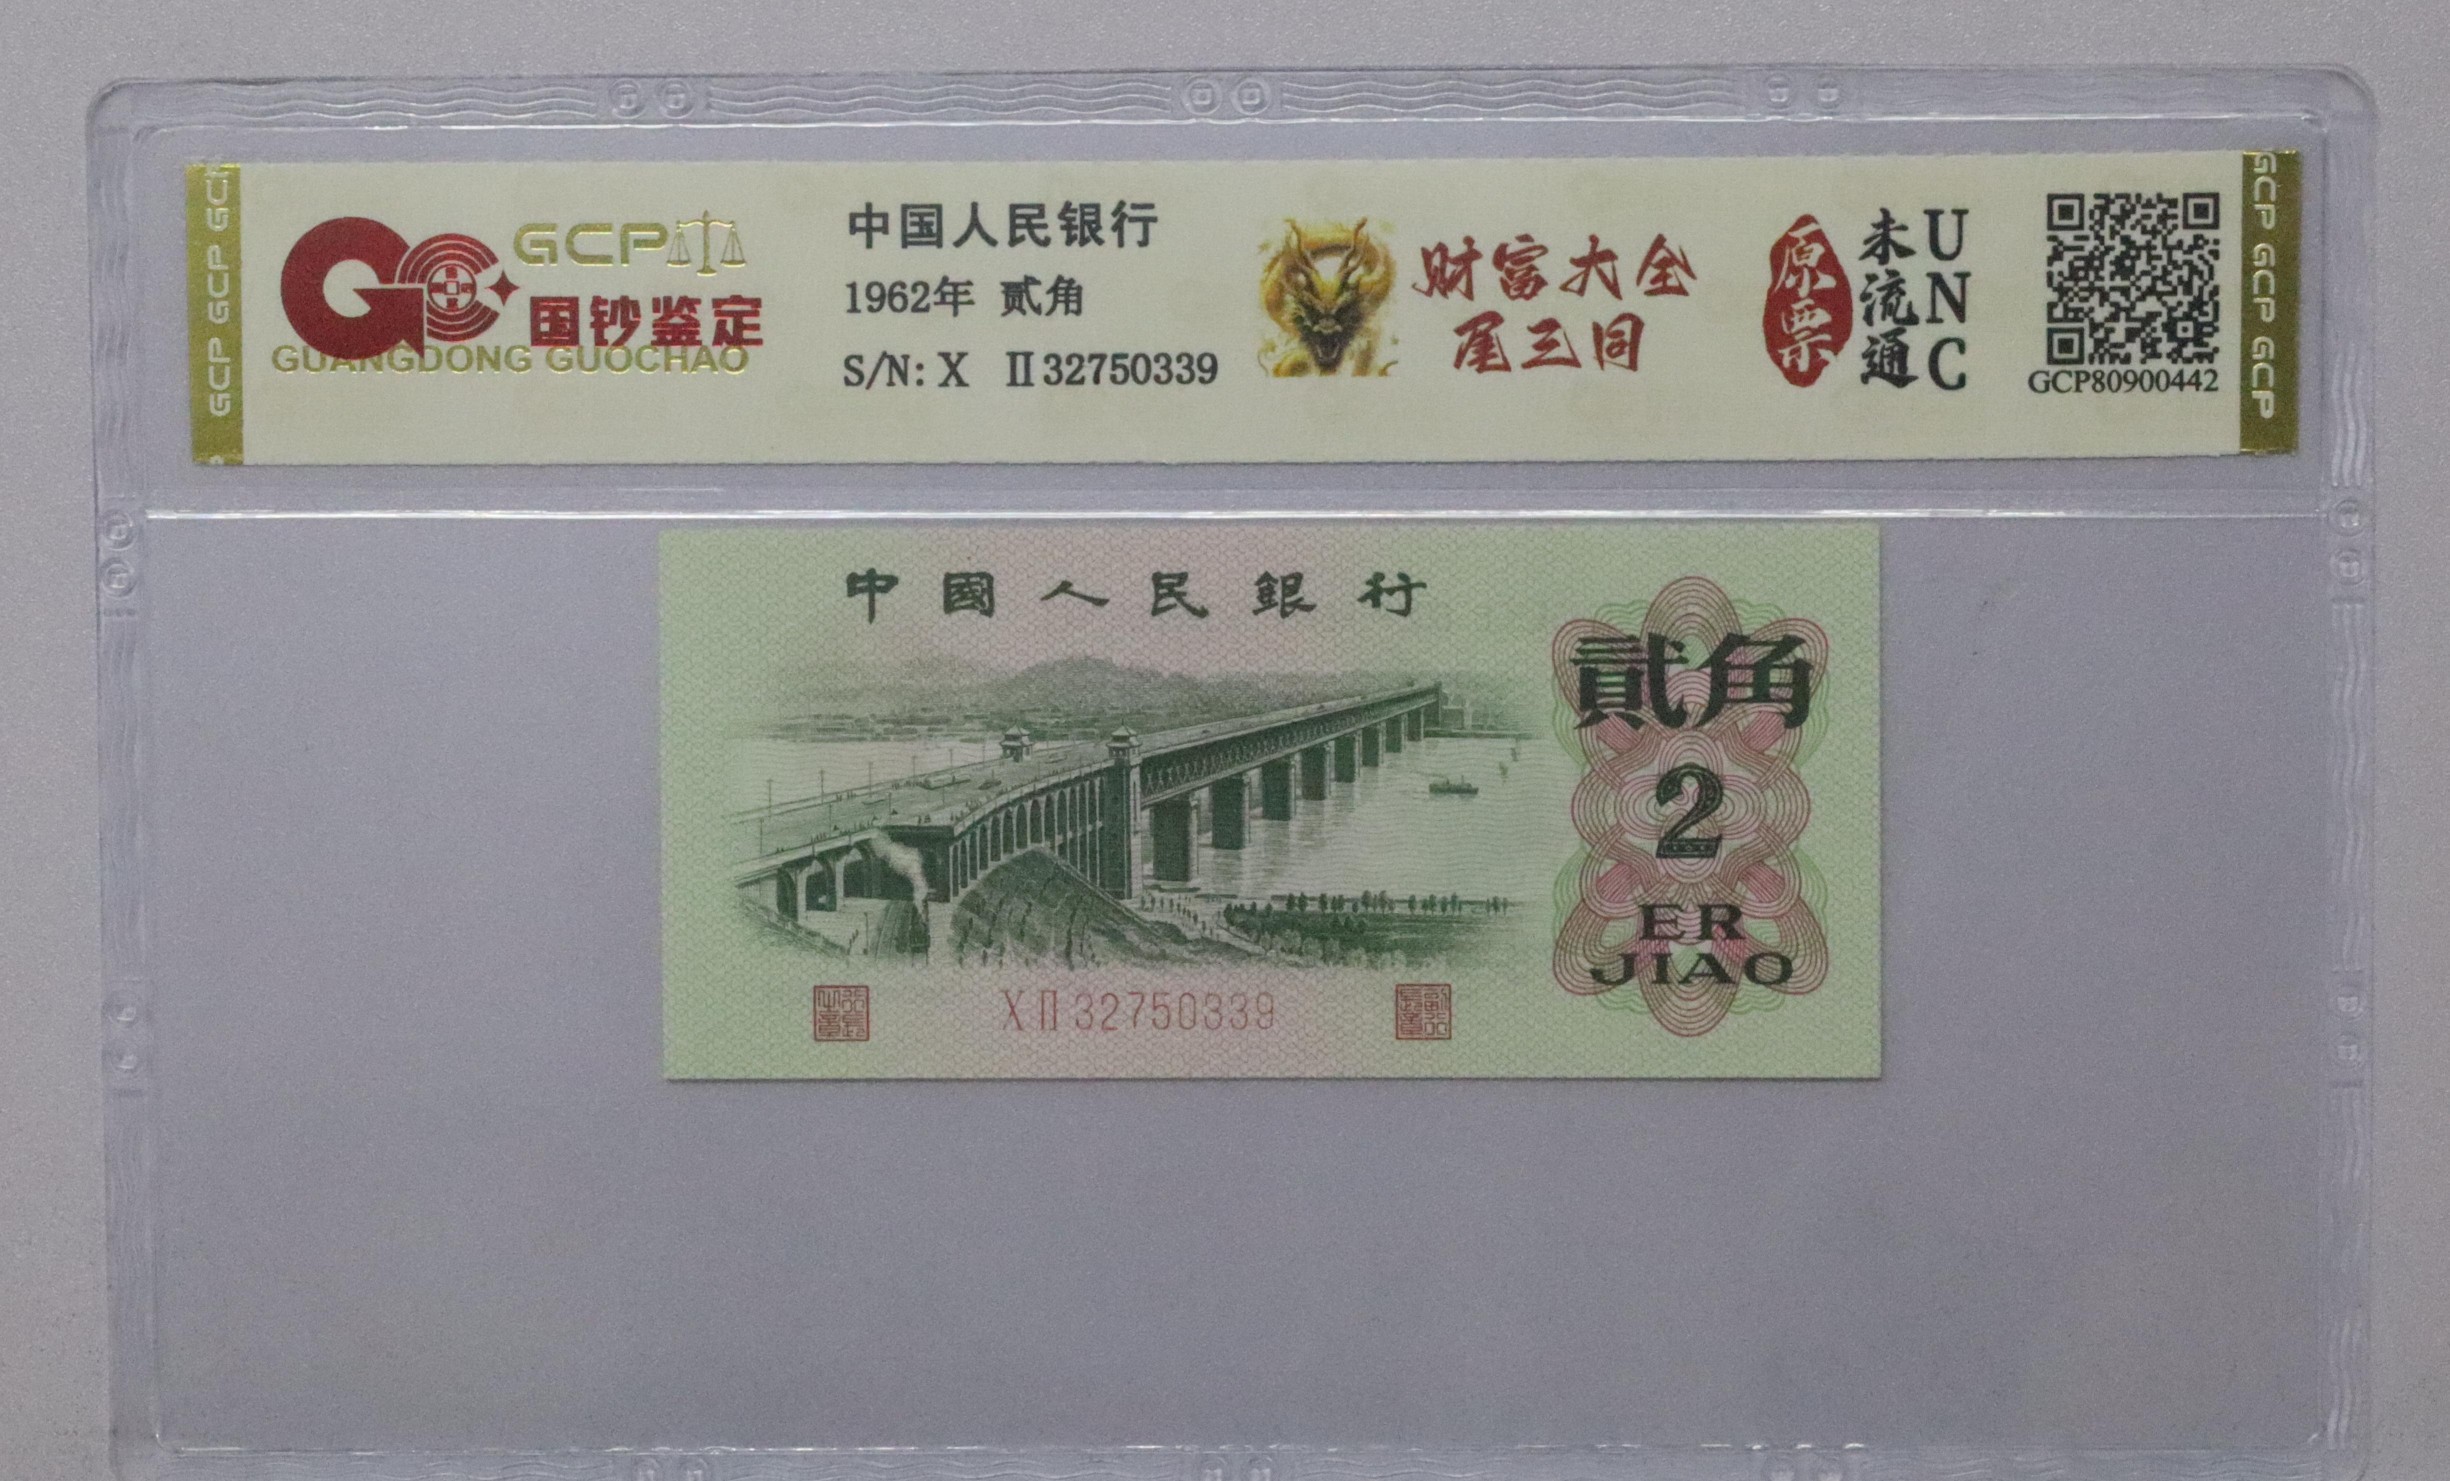 GCP
国钞鉴定
GUANGDONG GUOCHAO
中国人民银行
1962年 贰角
S/N: X Ⅱ32750339
财富大全
尾三同
原票
未流通
UNC
GCP80900442
GCP GCP GCP
GCP GCP GCP
中國人民銀行
貳角
2
ER
JIAO
XⅡ32750339